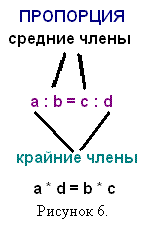 ПРОПОРЦИЯ
средние члены
a : b = c : d
крайние члены
a * d = b * c
Рисунок 6.